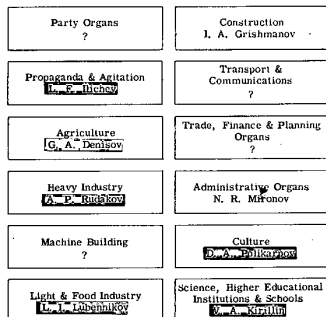 Party Organs
?
Construction
I. A. Grishmanov
Propaganda & Agitation
L. F. Ilichev
Transport &
Communications
?
Agriculture
G. A. Denisov
Trade, Finance & Planning
Organs
?
Heavy Industry
A. P. Rudakov
Administrative Organs
N. R. Mironov
Machine Building
?
Culture
D. A. Polikarpov
Light & Food Industry
L. I. Lubennikov
Science, Higher Educational
Institutions & Schools
V. A. Kirillin